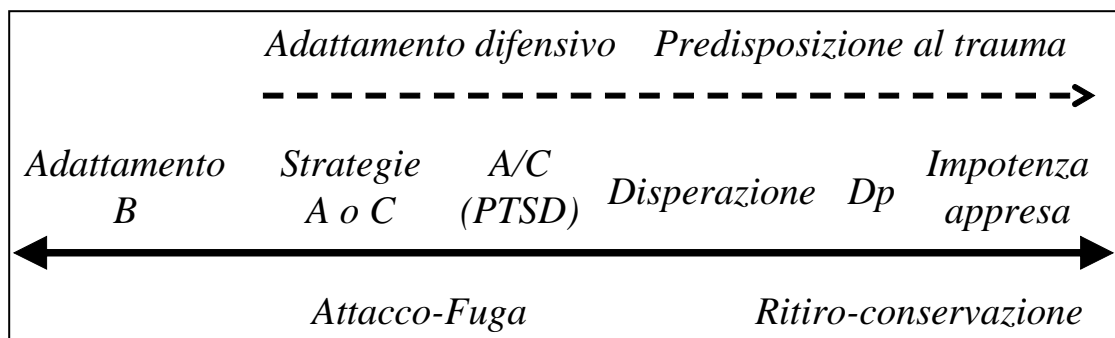 Adattamento difensivo Predisposizione al trauma
Adattamento Strategie A/C Disperazione Dp Impotenza
B A o C (PTSD) appresa
Attacco-Fuga Ritiro-conservazione